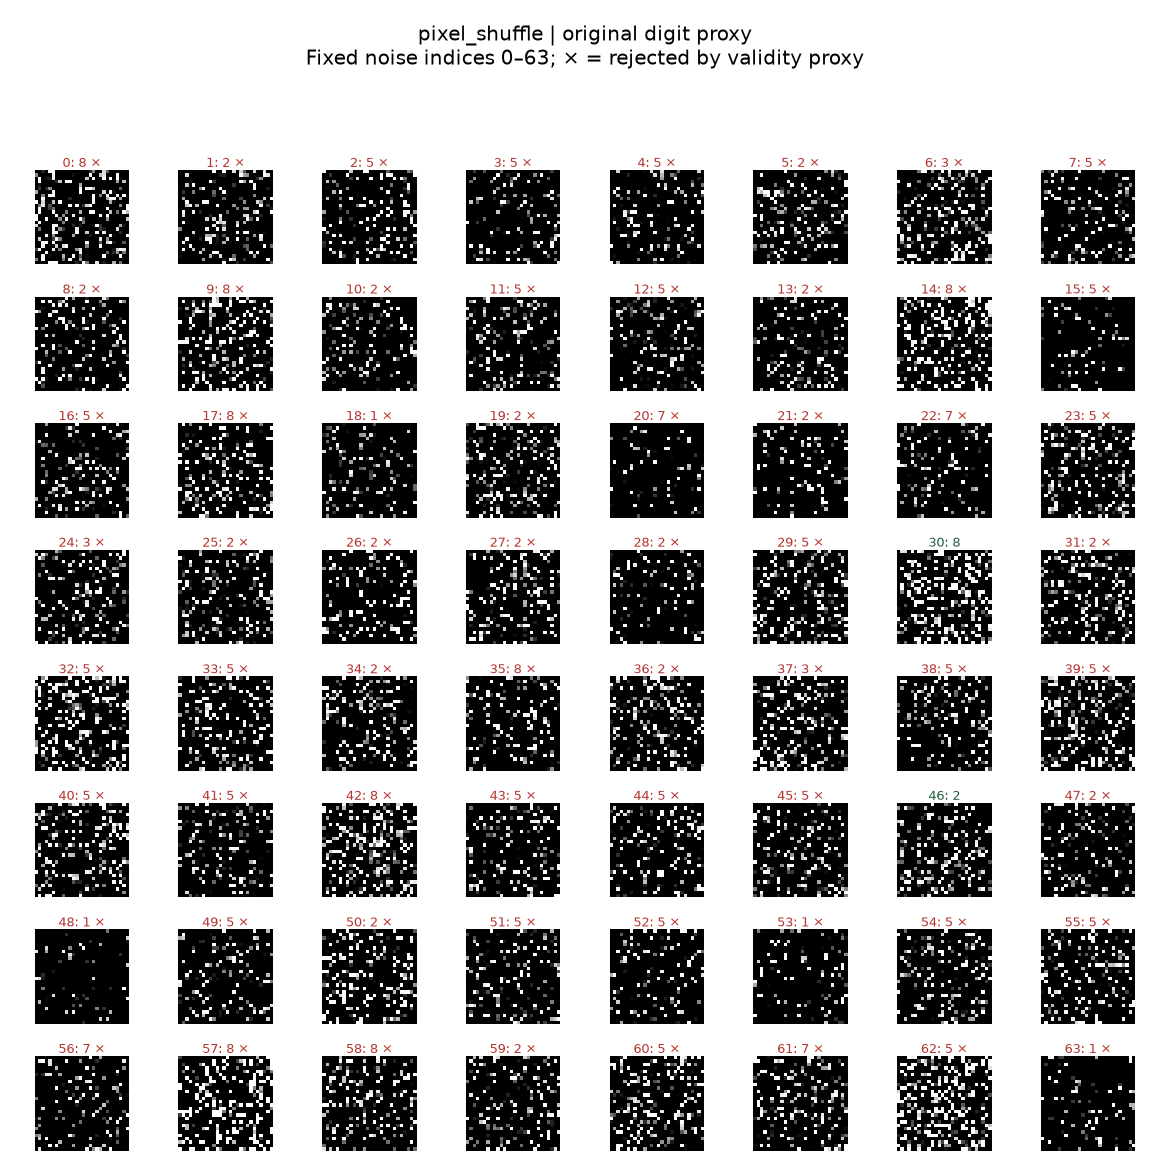 pixel_shuffle | original digit proxy
Fixed noise indices 0–63; × = rejected by validity proxy
0: 8 × 1: 2 × 2: 5 × 3: 5 × 4: 5 × 5: 2 × 6: 3 × 7: 5 ×
8: 2 × 9: 8 × 10: 2 × 11: 5 × 12: 5 × 13: 2 × 14: 8 × 15: 5 ×
16: 5 × 17: 8 × 18: 1 × 19: 2 × 20: 7 × 21: 2 × 22: 7 × 23: 5 ×
24: 3 × 25: 2 × 26: 2 × 27: 2 × 28: 2 × 29: 5 × 30: 8 31: 2 ×
32: 5 × 33: 5 × 34: 2 × 35: 8 × 36: 2 × 37: 3 × 38: 5 × 39: 5 ×
40: 5 × 41: 5 × 42: 8 × 43: 5 × 44: 5 × 45: 5 × 46: 2 47: 2 ×
48: 1 × 49: 5 × 50: 2 × 51: 5 × 52: 5 × 53: 1 × 54: 5 × 55: 5 ×
56: 7 × 57: 8 × 58: 8 × 59: 2 × 60: 5 × 61: 7 × 62: 5 × 63: 1 ×